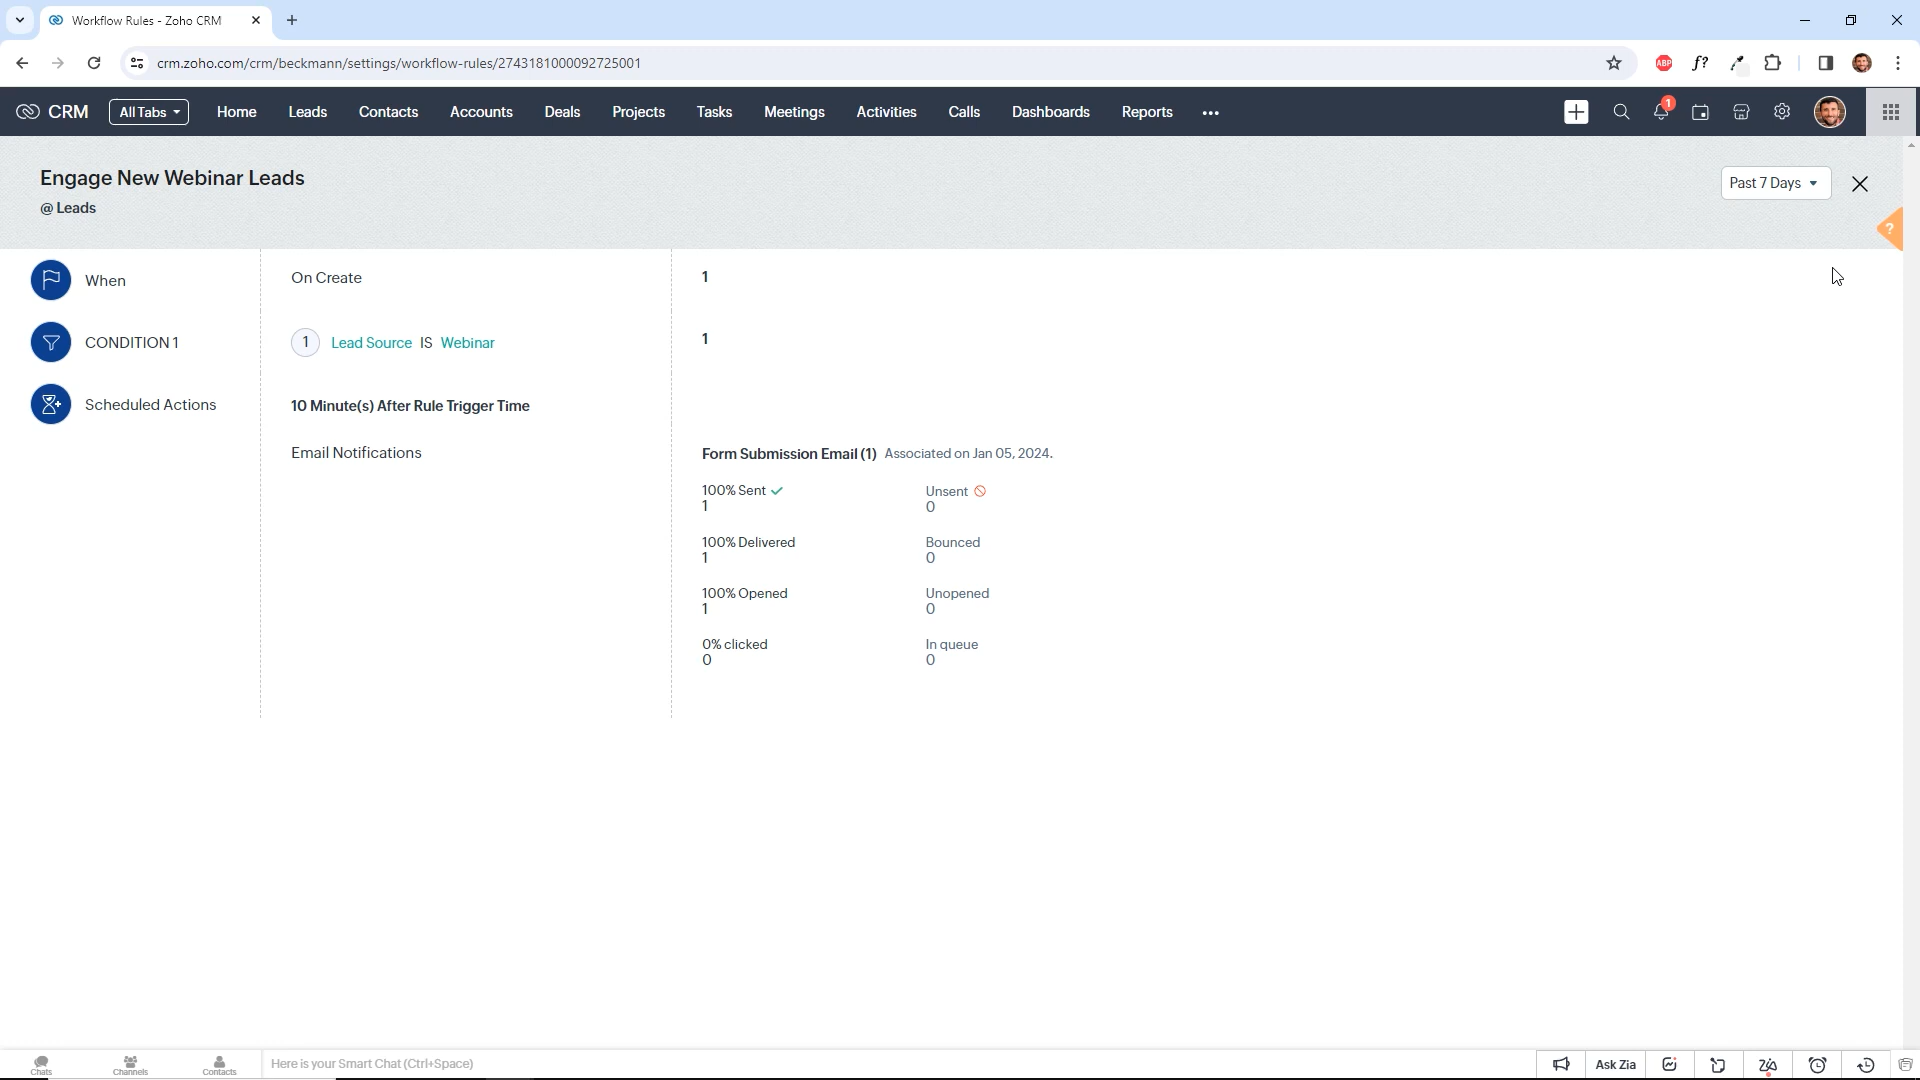 Workflow Rules - Zoho CRM
crm.zoho.com/crm/beckmann/settings/workflow-rules/2743181000092725001
ABP
f?
CRM
All Tabs
Home
Leads
Contacts
Accounts
Deals
Projects
Tasks
Meetings
Activities
Calls
Dashboards
Reports
1
Engage New Webinar Leads
@ Leads
Past 7 Days
?
When
On Create
1
CONDITION 1
1 Lead Source IS Webinar
1
Scheduled Actions
10 Minute(s) After Rule Trigger Time
Email Notifications
Form Submission Email (1) Associated on Jan 05, 2024.
100% Sent
1
Unsent
0
100% Delivered
1
Bounced
0
100% Opened
1
Unopened
0
0% clicked
0
In queue
0
Chats
Channels
Contacts
Here is your Smart Chat (Ctrl+Space)
Ask Zia